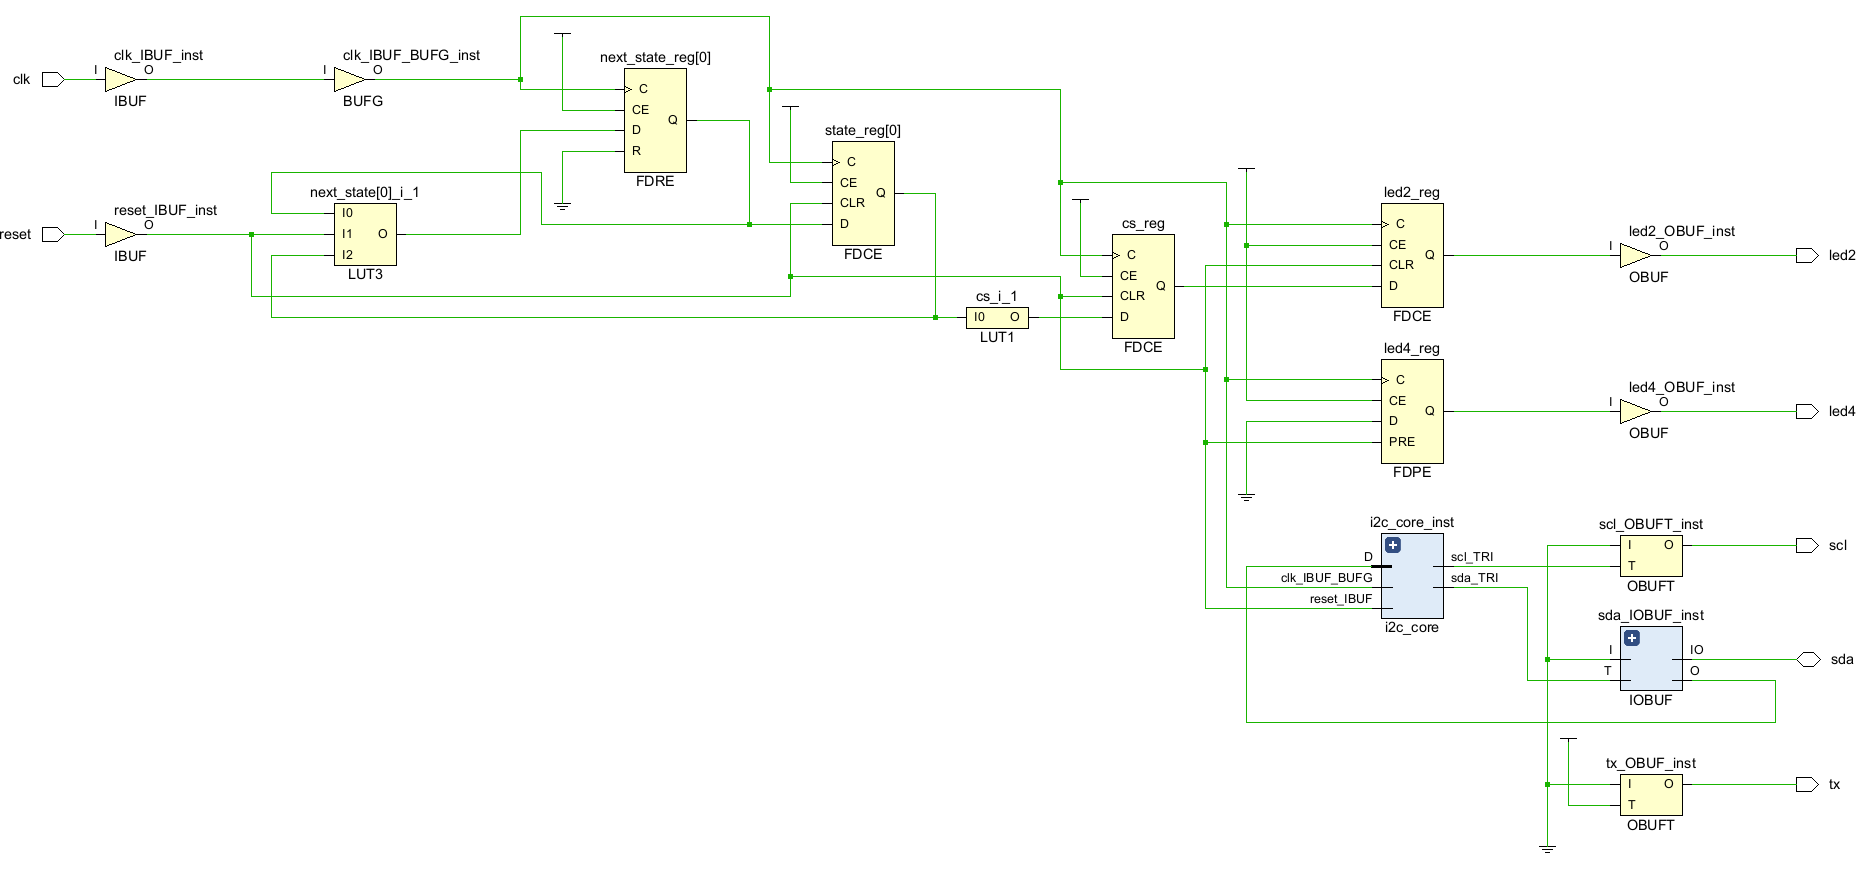 clk
I
clk_IBUF_inst
O
IBUF
I
clk_IBUF_BUFG_inst
O
BUFG
next_state_reg[0]
C
CE
D
R
Q
FDRE
reset
I
reset_IBUF_inst
O
IBUF
next_state[0]_i_1
I0
I1
I2
O
LUT3
state_reg[0]
C
CE
CLR
D
Q
FDCE
cs_i_1
I0 O
LUT1
cs_reg
C
CE
CLR
D
Q
FDCE
led2_reg
C
CE
CLR
D
Q
FDCE
led2_OBUF_inst
I
O
OBUF
led2
led4_reg
C
CE
D
PRE
Q
FDPE
led4_OBUF_inst
I
O
OBUF
led4
i2c_core_inst
D
clk_IBUF_BUFG
reset_IBUF
scl_TRI
sda_TRI
i2c_core
scl_OBUFT_inst
I O
T
OBUFT
scl
sda_IOBUF_inst
I
T
IO
O
IOBUF
sda
tx_OBUF_inst
I O
T
OBUFT
tx